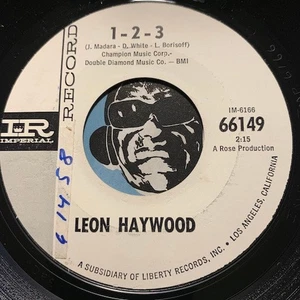 1-2-3
(J. Madara - D. White - L. Borisoff)
Champion Music Corp.-
Double Diamond Music Co. — BMI
RECORD
IR
IMPERIAL
IM-6166
66149
2:15
A Rose Production
61458
LEON HAYWOOD
A SUBSIDIARY OF LIBERTY RECORDS, INC. • LOS ANGELES, CALIFORNIA